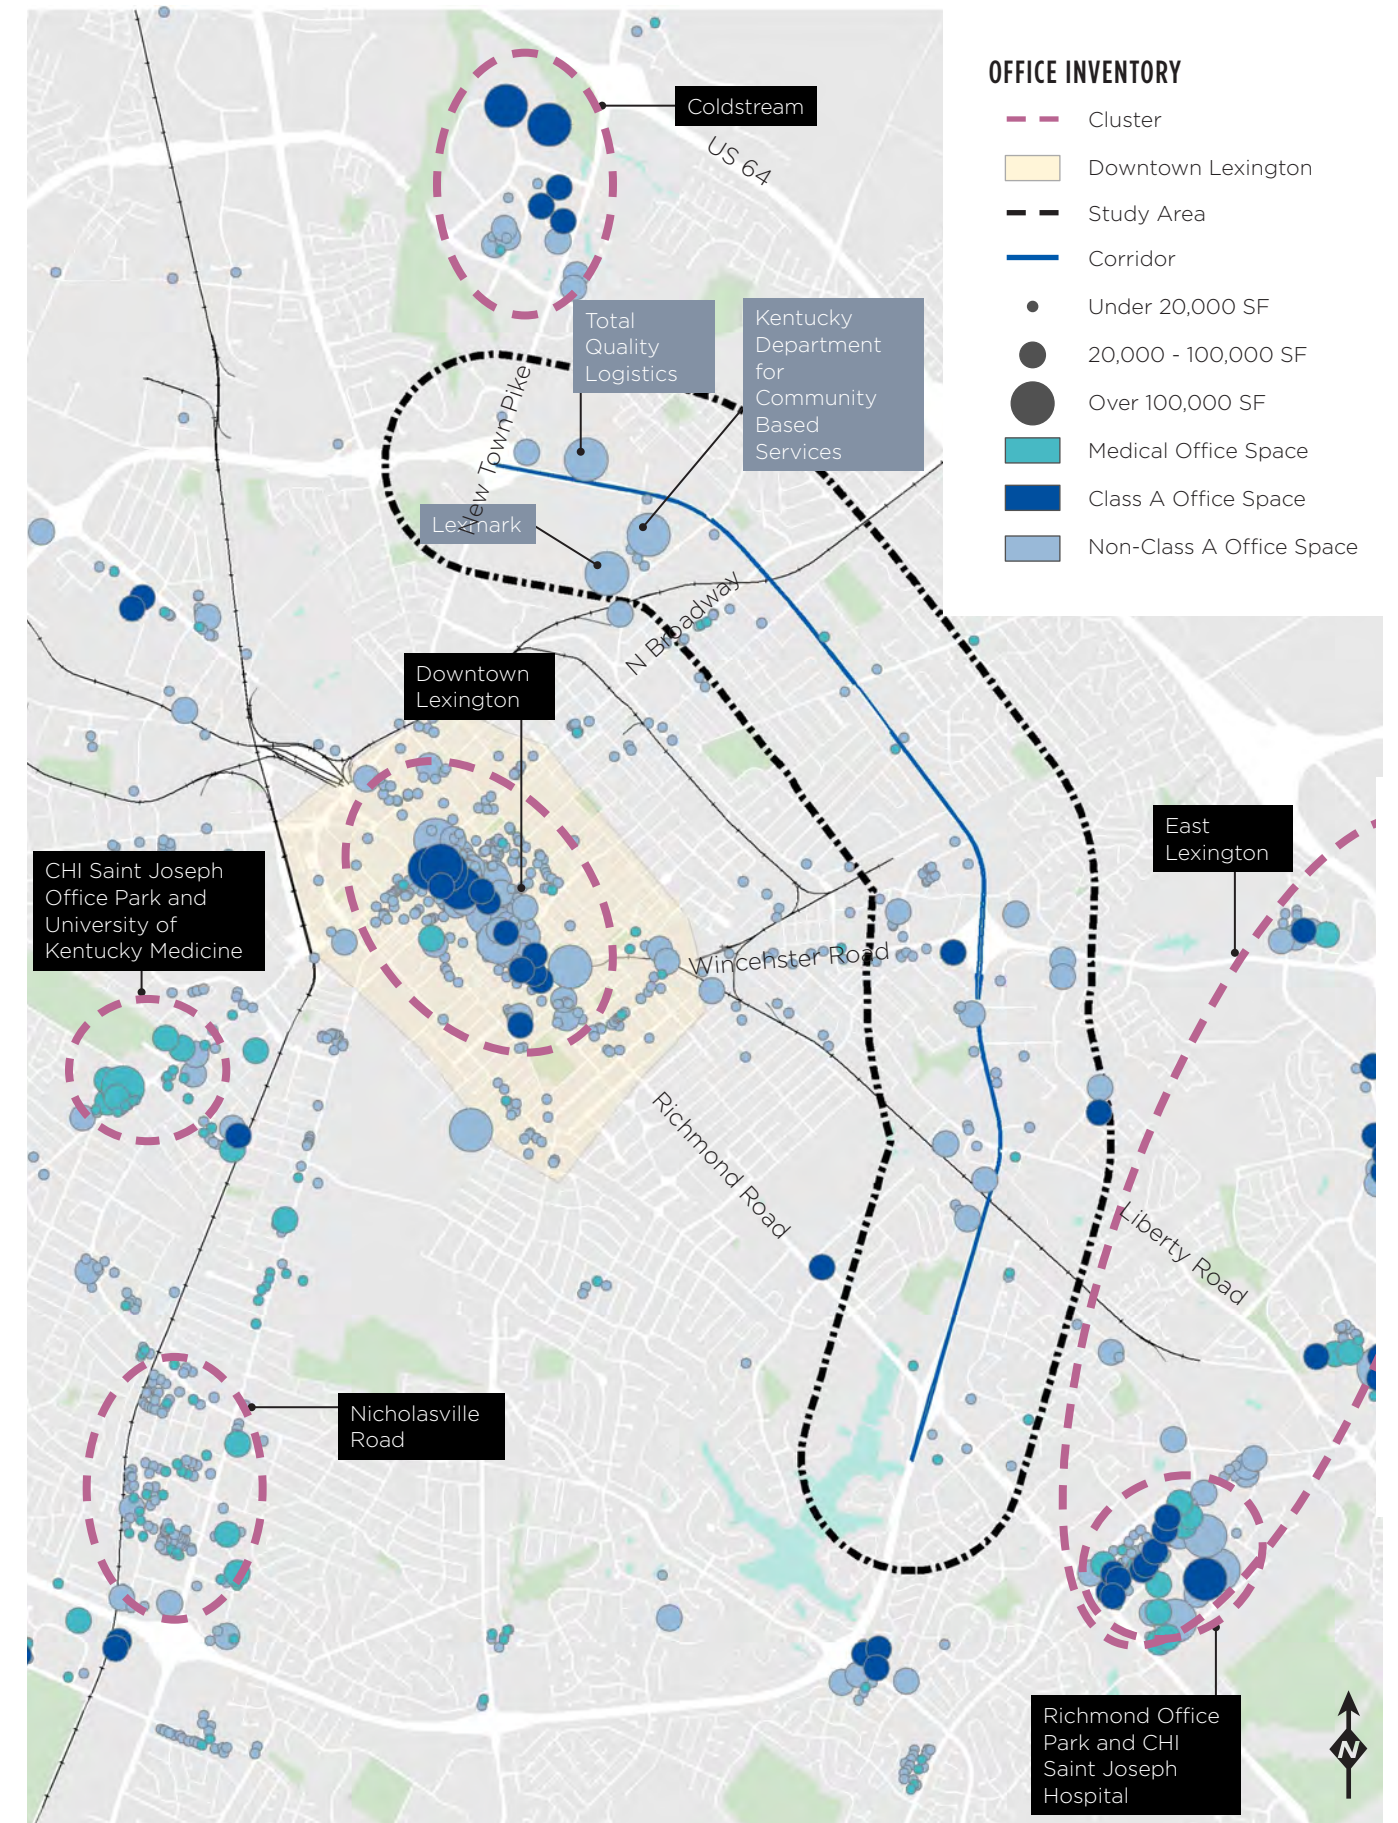 OFFICE INVENTORY
Cluster
Downtown Lexington
Study Area
Corridor
Under 20,000 SF
20,000 - 100,000 SF
Over 100,000 SF
Medical Office Space
Class A Office Space
Non-Class A Office Space
Coldstream
US 64
Total
Quality
Logistics
Kentucky
Department
for
Community
Based
Services
New Town Pike
Lexmark
N Broadway
Downtown
Lexington
East
Lexington
CHI Saint Joseph
Office Park and
University of
Kentucky Medicine
Wincehster Road
Richmond Road
Liberty Road
Nicholasville
Road
Richmond Office
Park and CHI
Saint Joseph
Hospital
N